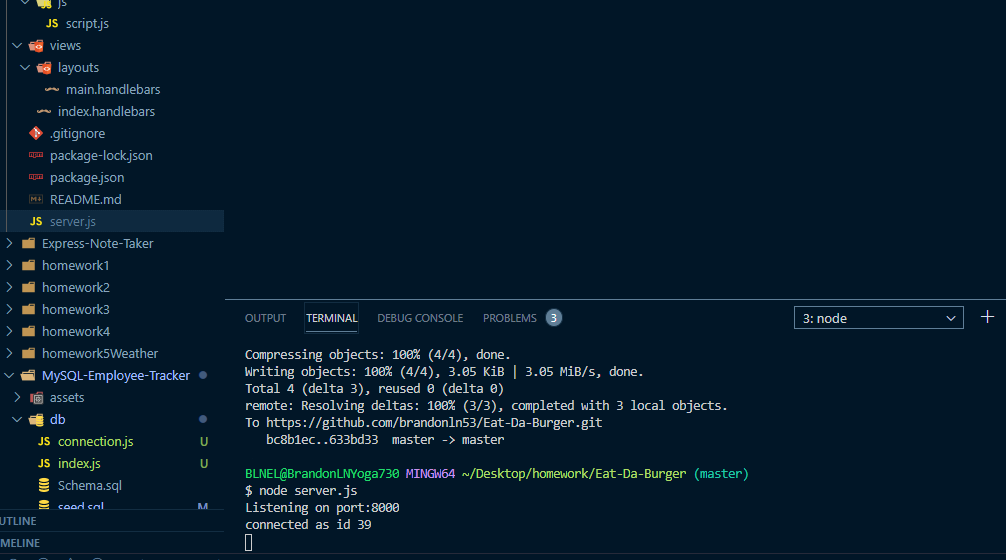 js
JS script.js
views
layouts
main.handlebars
index.handlebars
.gitignore
package-lock.json
package.json
README.md
JS server.js
Express-Note-Taker
homework1
homework2
homework3
homework4
homework5Weather
MySQL-Employee-Tracker
assets
db
JS connection.js U
JS index.js U
Schema.sql
seed.sql M
UTLINE
MELINE
OUTPUT TERMINAL DEBUG CONSOLE PROBLEMS 3 3: node
Compressing objects: 100% (4/4), done.
Writing objects: 100% (4/4), 3.05 KiB | 3.05 MiB/s, done.
Total 4 (delta 3), reused 0 (delta 0)
remote: Resolving deltas: 100% (3/3), completed with 3 local objects.
To https://github.com/brandonln53/Eat-Da-Burger.git
bc8b1ec..633bd33 master -> master
BLNEL@BrandonLNYoga730 MINGW64 ~/Desktop/homework/Eat-Da-Burger (master)
$ node server.js
Listening on port:8000
connected as id 39